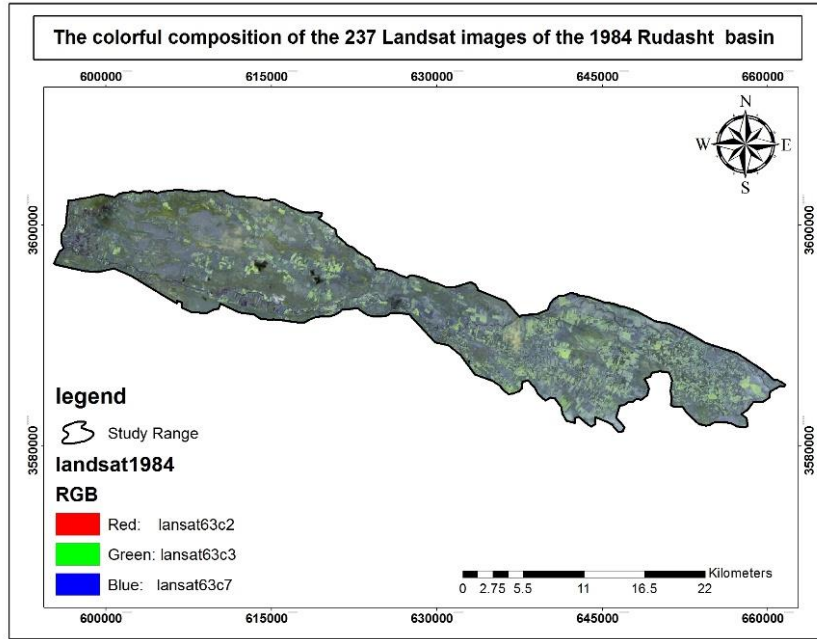 The colorful composition of the 237 Landsat images of the 1984 Rudasht basin
600000 615000 630000 645000 660000
N
W E
S
3600000 3600000
legend
Study Range
3580000 3580000
landsat1984
RGB
Red: lansat63c2
Green: lansat63c3
Blue: lansat63c7
Kilometers
0 2.75 5.5 11 16.5 22
600000 615000 630000 645000 660000